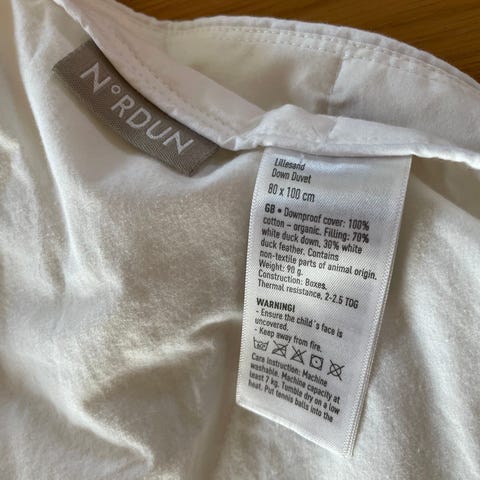 N°RDUN
Lillesand
Down Duvet
80 x 100 cm
GB • Downproof cover: 100%
cotton – organic. Filling: 70%
white duck down, 30% white
duck feather. Contains
non-textile parts of animal origin.
Weight: 90 g.
Construction: Boxes.
Thermal resistance, 2-2.5 TOG
WARNING!
- Ensure the child´s face is
uncovered.
- Keep away from fire.
Care Instruction: Machine
washable. Machine capacity at
least 7 kg. Tumble dry on a low
heat. Put tennis balls into the